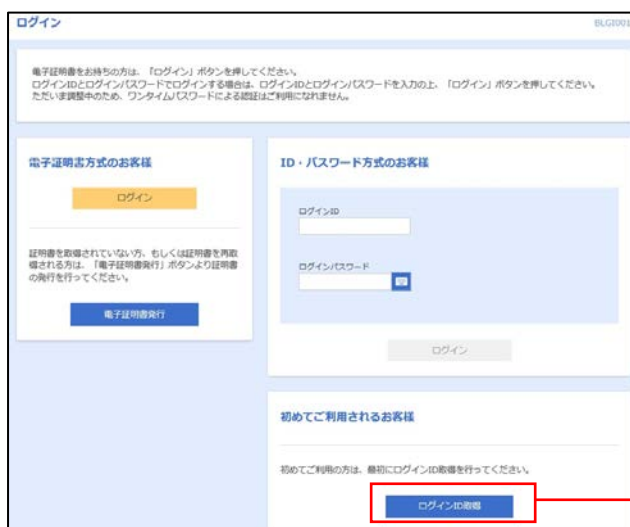 ログイン
BLGI001
電子証明書をお持ちの方は、「ログイン」ボタンを押してください。
ログインIDとログインパスワードでログインする場合は、ログインIDとログインパスワードを入力の上、「ログイン」ボタンを押してください。
ただいま調整中のため、ワンタイムパスワードによる認証はご利用になれません。
電子証明書方式のお客様
ログイン
証明書を取得されていない方、もしくは証明書を再取
得される方は、「電子証明書発行」ボタンより証明書
の発行を行ってください。
電子証明書発行
ID・パスワード方式のお客様
ログインID
ログインパスワード
ログイン
初めてご利用されるお客様
初めてご利用の方は、最初にログインID取得を行ってください。
ログインID取得